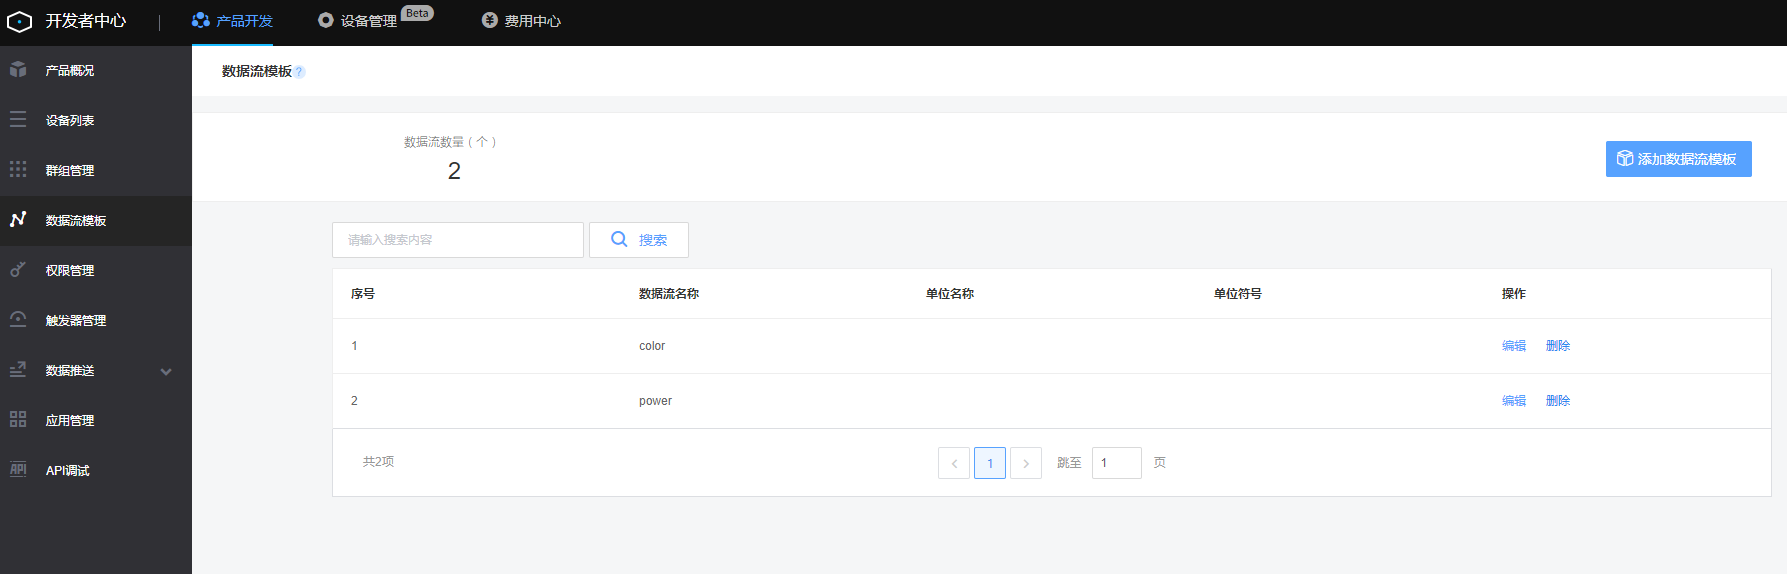 开发者中心
产品开发
设备管理 Beta
费用中心
产品概况
设备列表
群组管理
数据流模板
权限管理
触发器管理
数据推送
应用管理
API API调试
数据流模板 ?
数据流数量（个）
2
添加数据流模板
请输入搜索内容
搜索
序号 数据流名称 单位名称 单位符号 操作
1 color 编辑 删除
2 power 编辑 删除
共2项 < 1 > 跳至 1 页